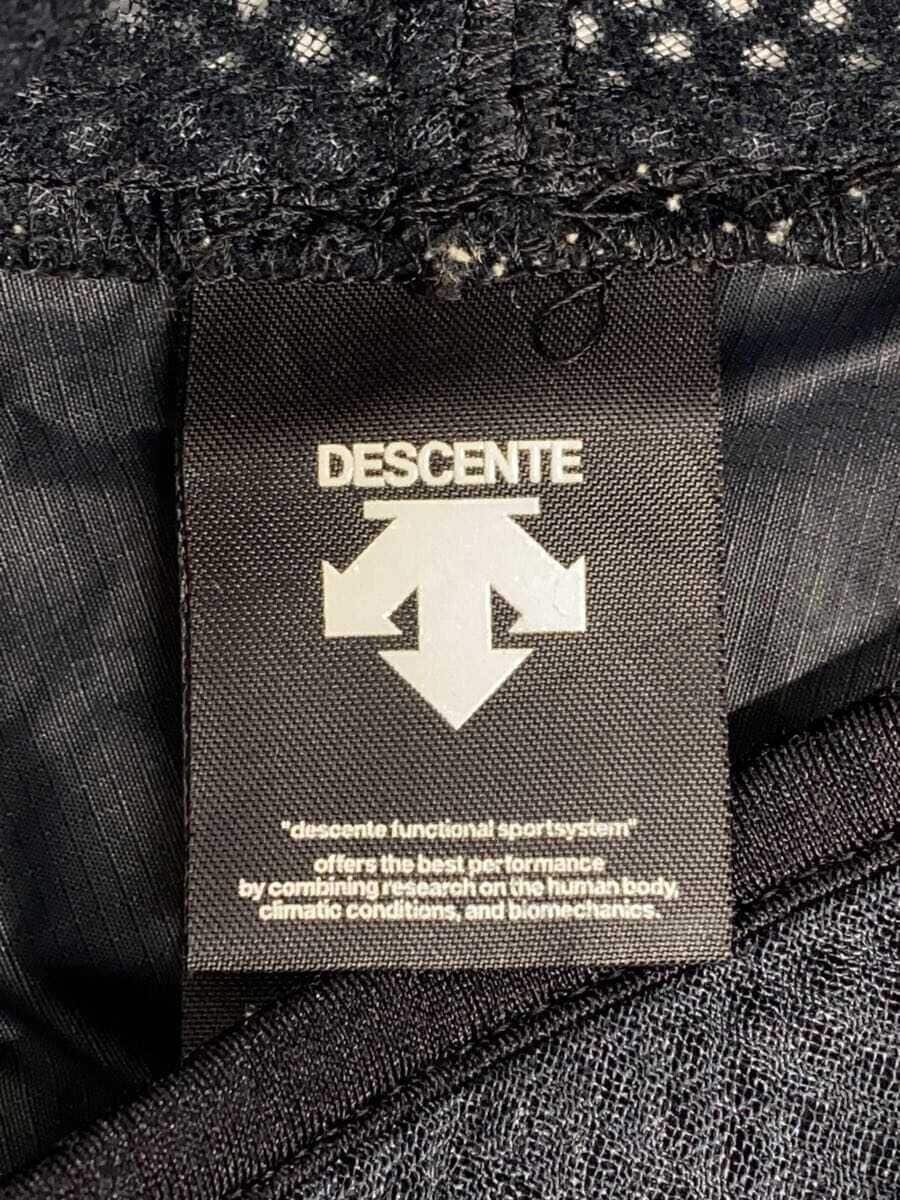 DESCENTE
"descente functional sportsystem"
offers the best performance
by combining research on the human body,
climatic conditions, and biomechanics.